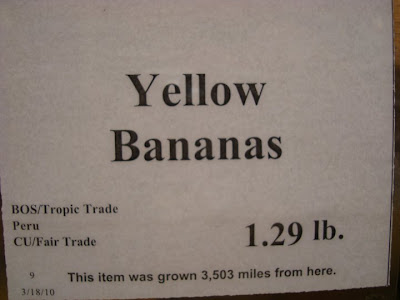 Yellow
Bananas
BOS/Tropic Trade
Peru
CU/Fair Trade
1.29 lb.
9
This item was grown 3,503 miles from here.
3/18/10